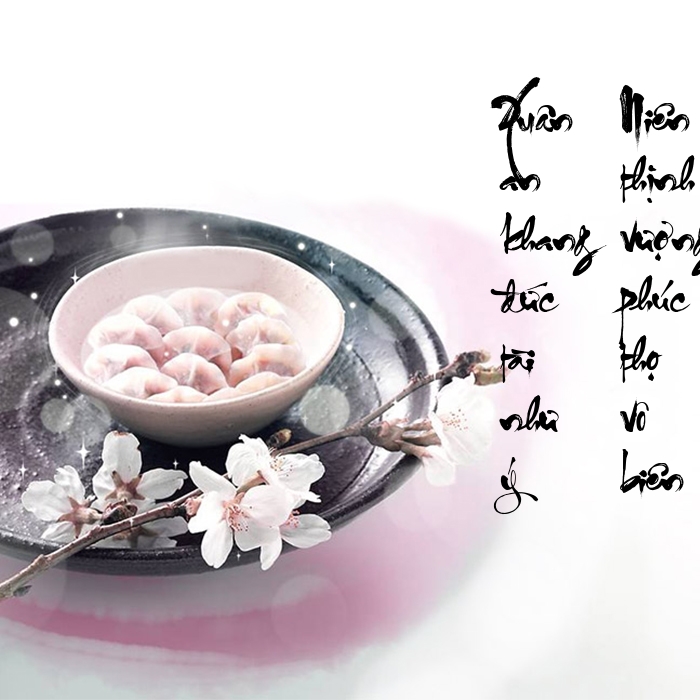 Xuân an khang đức tài như ý
Niên thịnh vượng phúc thọ vô biên